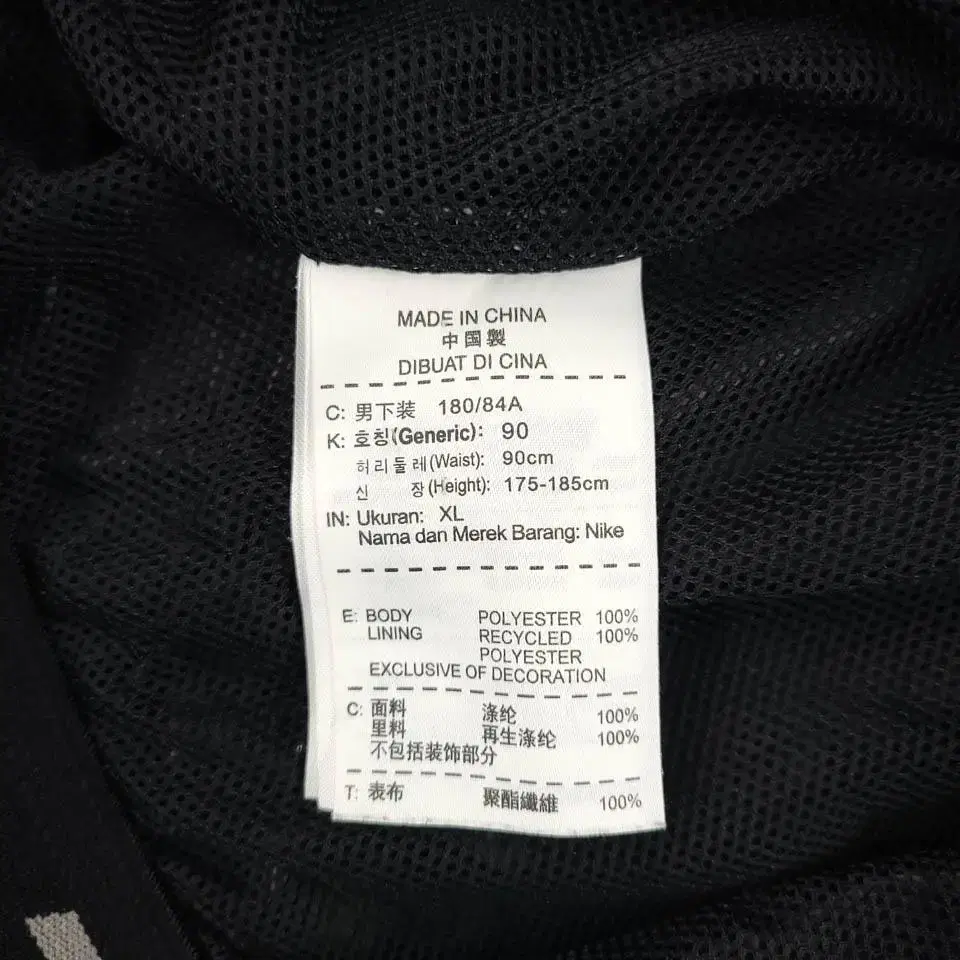 MADE IN CHINA
中国製
DIBUAT DI CINA
C: 男下装 180/84A
K: 호칭(Generic): 90
허리둘레(Waist): 90cm
신 장(Height): 175-185cm
IN: Ukuran: XL
Nama dan Merek Barang: Nike
E: BODY POLYESTER 100%
LINING RECYCLED 100%
POLYESTER
EXCLUSIVE OF DECORATION
C: 面料 涤纶 100%
里料 再生涤纶 100%
不包括装饰部分
T: 表布 聚酯纖維 100%